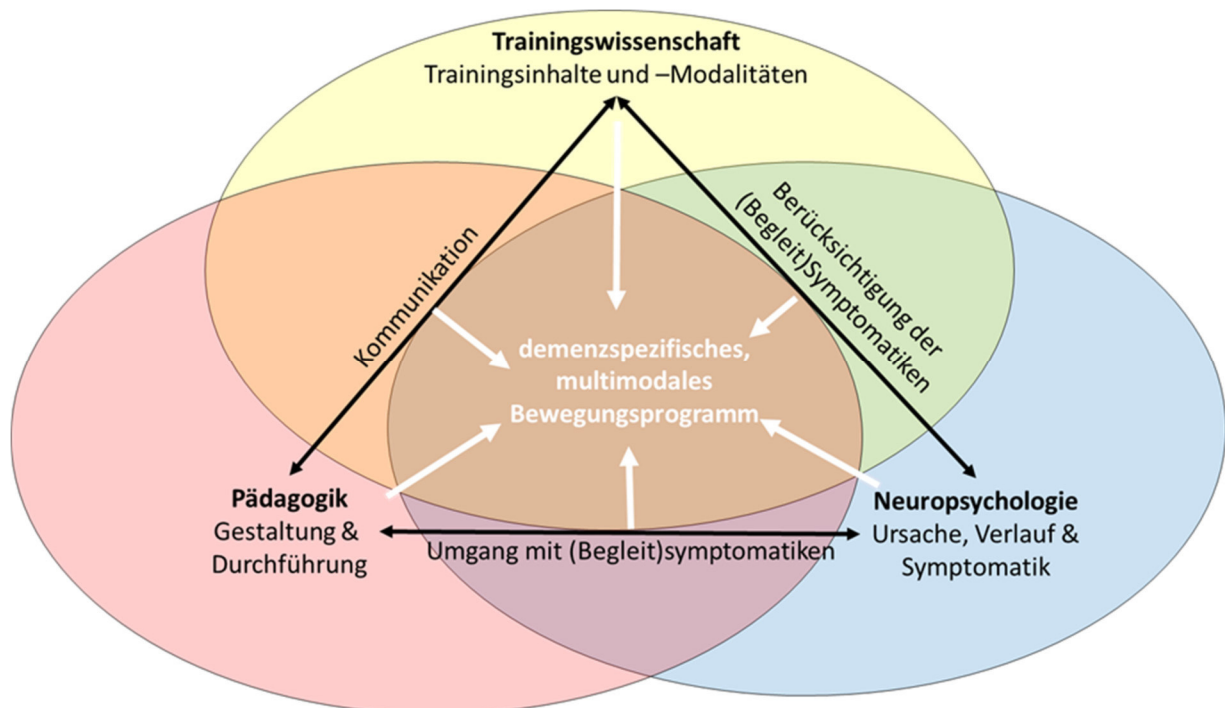 Trainingswissenschaft
Trainingsinhalte und –Modalitäten
Kommunikation
Berücksichtigung der
(Begleit)Symptomatiken
demenzspezifisches,
multimodales
Bewegungsprogramm
Pädagogik
Gestaltung &
Durchführung
Umgang mit (Begleit)symptomatiken
Neuropsychologie
Ursache, Verlauf &
Symptomatik